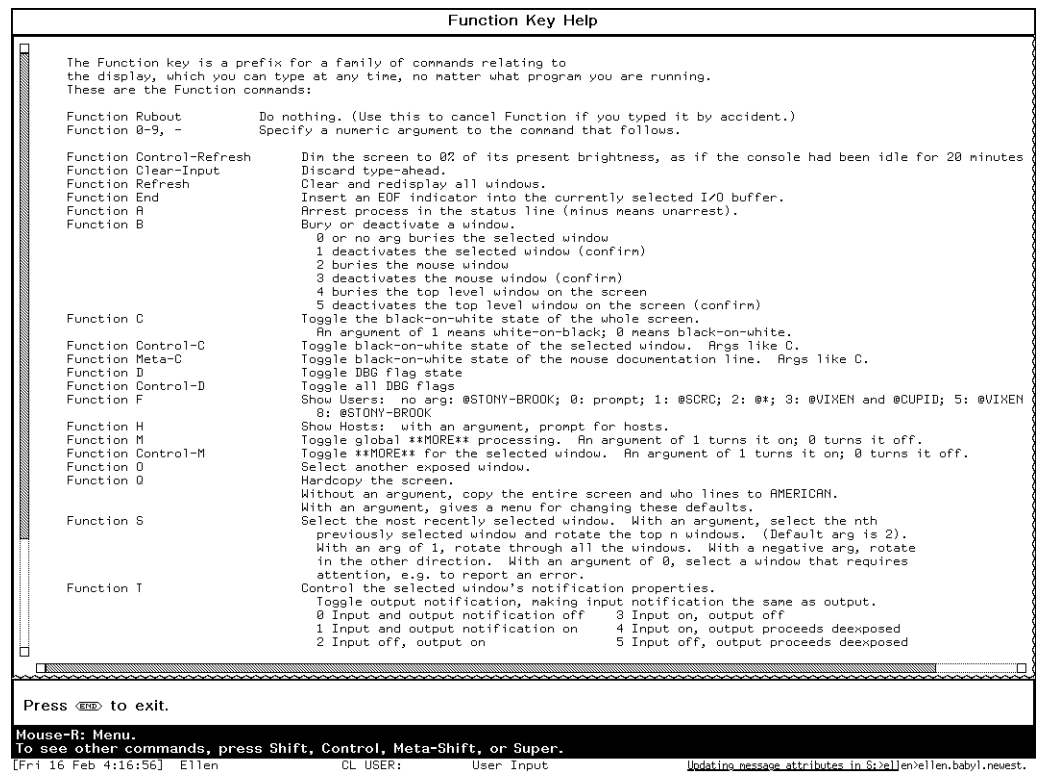 Function Key Help
The Function key is a prefix for a family of commands relating to
the display, which you can type at any time, no matter what program you are running.
These are the Function commands:
Function Rubout Do nothing. (Use this to cancel Function if you typed it by accident.)
Function 0-9, - Specify a numeric argument to the command that follows.
Function Control-Refresh Dim the screen to 0% of its present brightness, as if the console had been idle for 20 minutes
Function Clear-Input Discard type-ahead.
Function Refresh Clear and redisplay all windows.
Function End Insert an EOF indicator into the currently selected I/O buffer.
Function A Arrest process in the status line (minus means unarrest).
Function B Bury or deactivate a window.
0 or no arg buries the selected window
1 deactivates the selected window (confirm)
2 buries the mouse window
3 deactivates the mouse window (confirm)
4 buries the top level window on the screen
5 deactivates the top level window on the screen (confirm)
Function C Toggle the black-on-white state of the whole screen.
An argument of 1 means white-on-black; 0 means black-on-white.
Function Control-C Toggle black-on-white state of the selected window. Args like C.
Function Meta-C Toggle black-on-white state of the mouse documentation line. Args like C.
Function D Toggle DBG flag state
Function Control-D Toggle all DBG flags
Function F Show Users: no arg: @STONY-BROOK; 0: prompt; 1: @SCRC; 2: @*; 3: @VIXEN and @CUPID; 5: @VIXEN
8: @STONY-BROOK
Function H Show Hosts: with an argument, prompt for hosts.
Function M Toggle global **MORE** processing. An argument of 1 turns it on; 0 turns it off.
Function Control-M Toggle **MORE** for the selected window. An argument of 1 turns it on; 0 turns it off.
Function O Select another exposed window.
Function Q Hardcopy the screen.
Without an argument, copy the entire screen and who lines to AMERICAN.
With an argument, gives a menu for changing these defaults.
Function S Select the most recently selected window. With an argument, select the nth
previously selected window and rotate the top n windows. (Default arg is 2).
With an arg of 1, rotate through all the windows. With a negative arg, rotate
in the other direction. With an argument of 0, select a window that requires
attention, e.g. to report an error.
Function T Control the selected window's notification properties.
Toggle output notification, making input notification the same as output.
0 Input and output notification off 3 Input on, output off
1 Input and output notification on 4 Input on, output proceeds deexposed
2 Input off, output on 5 Input off, output proceeds deexposed
Press END to exit.
Mouse-R: Menu.
To see other commands, press Shift, Control, Meta-Shift, or Super.
[Fri 16 Feb 4:16:56] Ellen CL USER: User Input Updating message attributes in S:>ellen>ellen.babyl.newest.